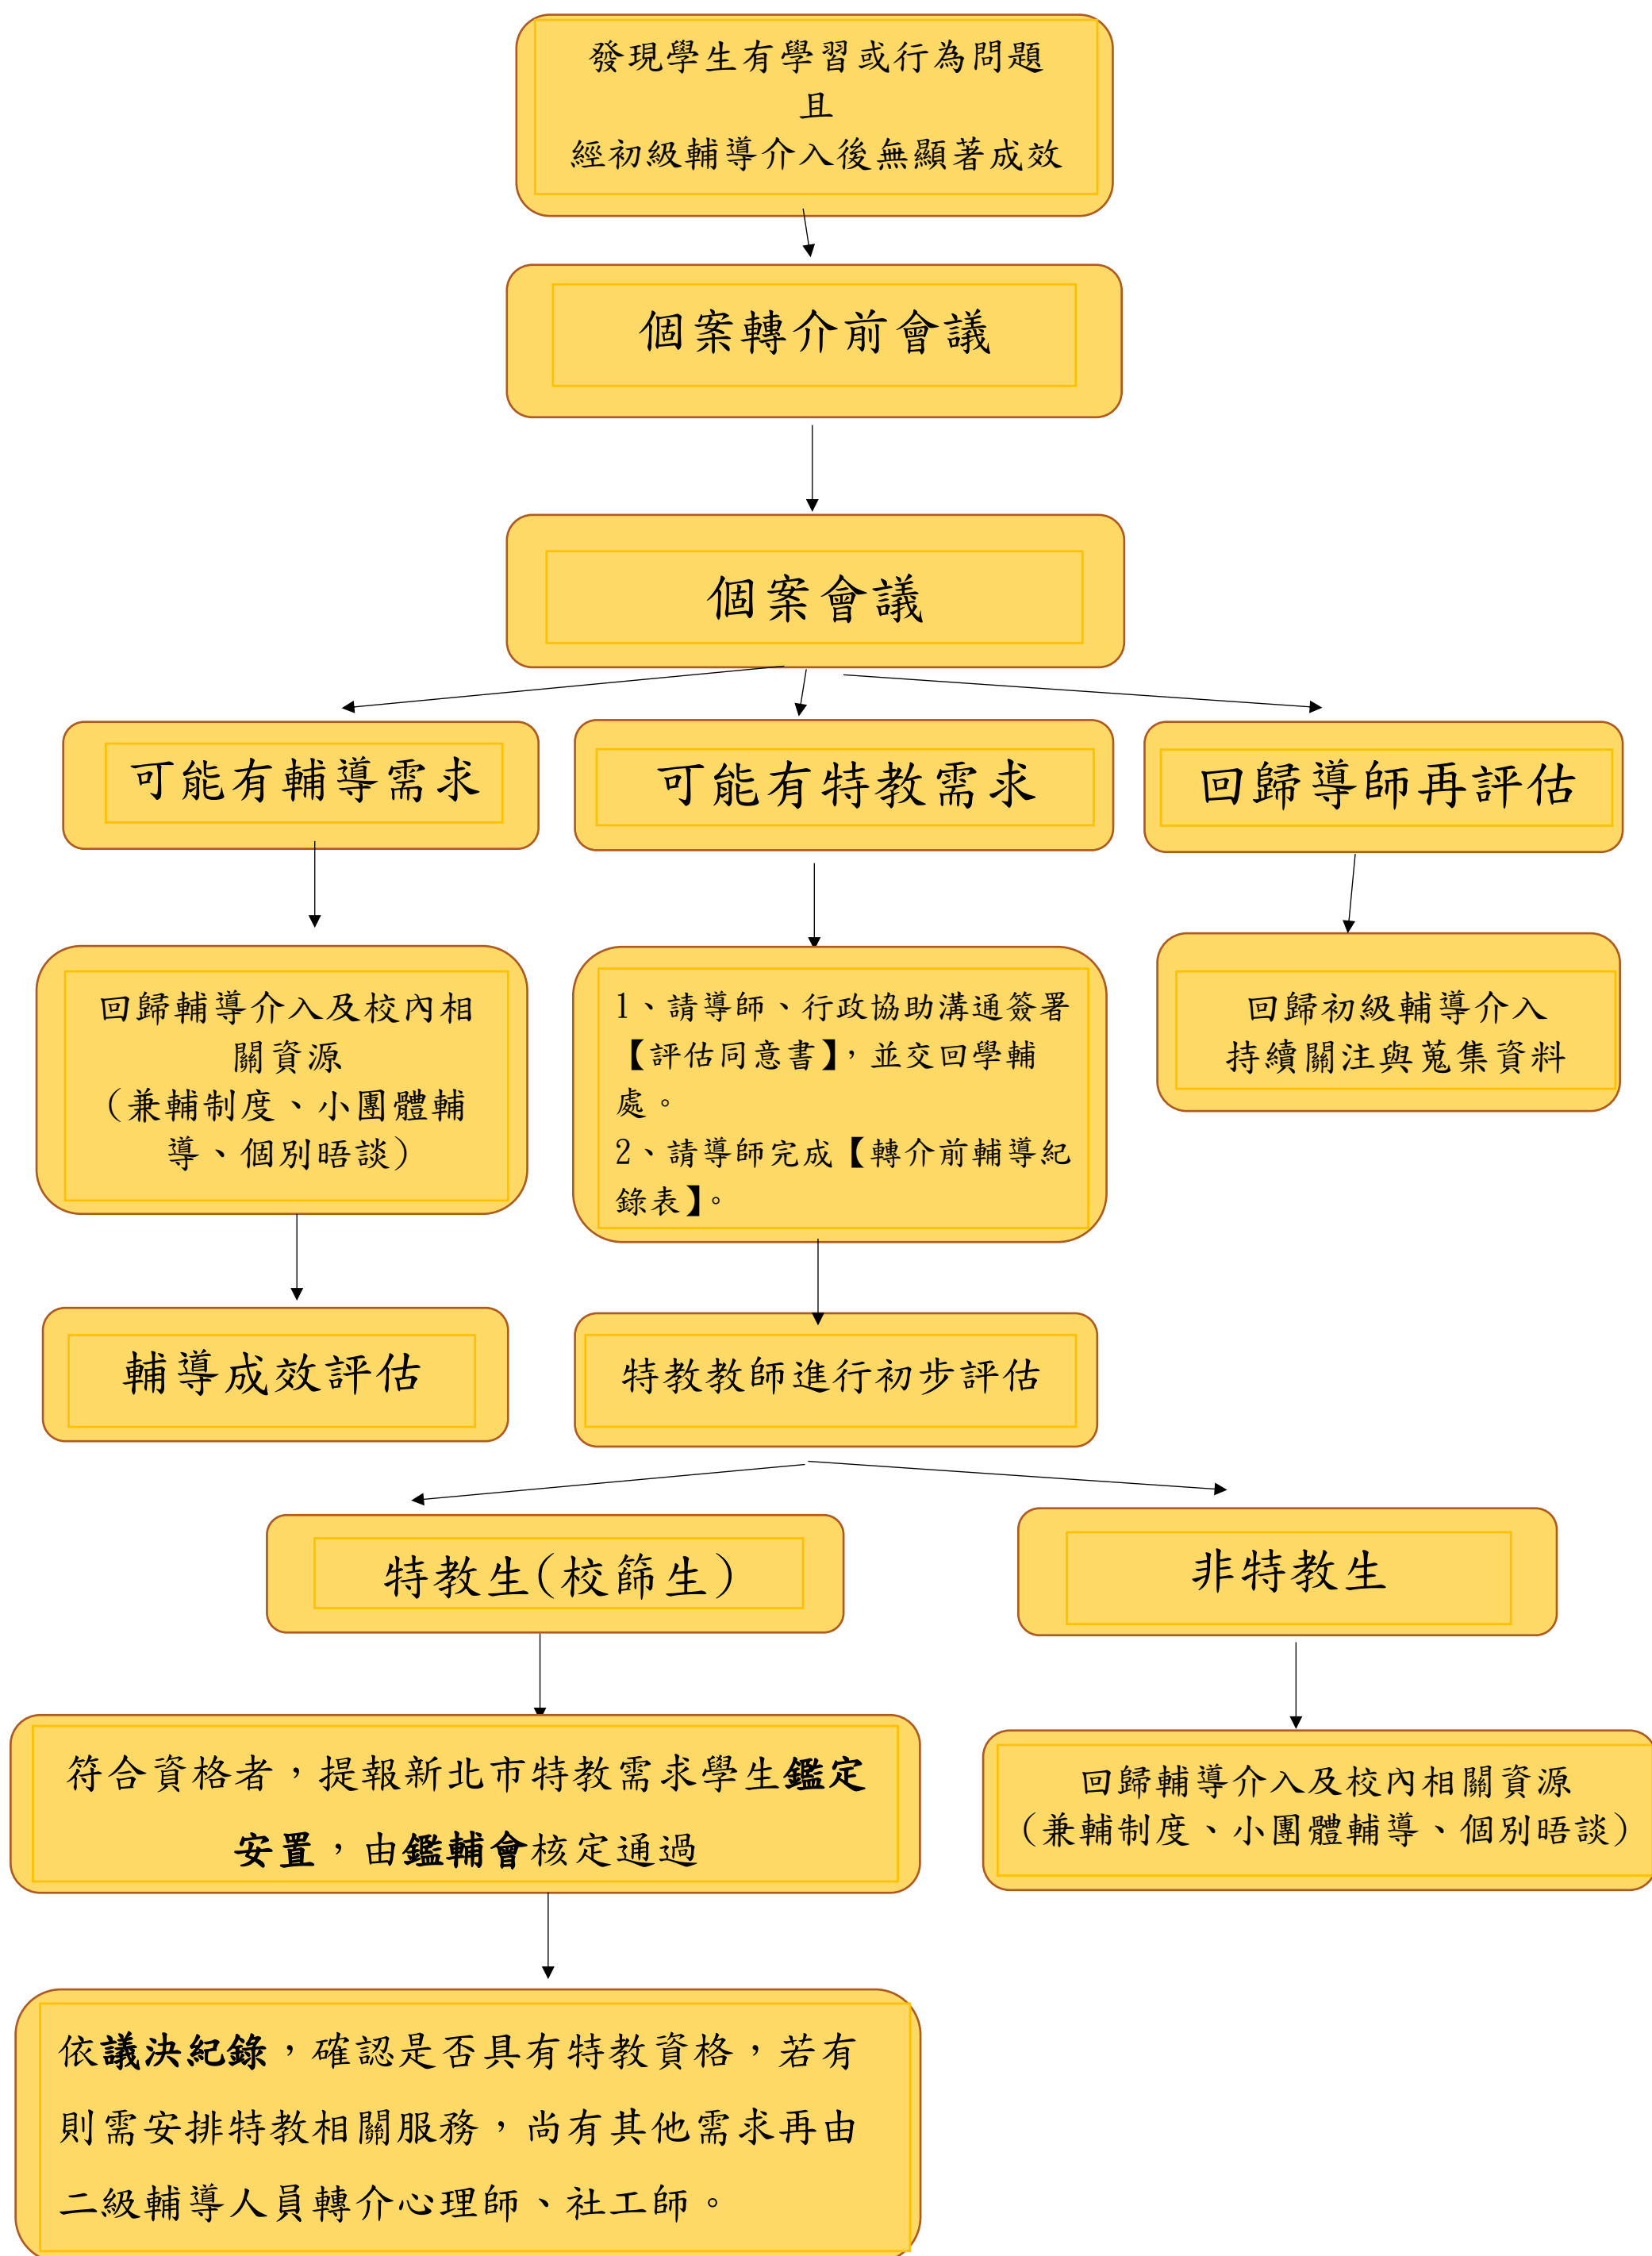 發現學生有學習或行為問題
且
經初級輔導介入後無顯著成效
個案轉介前會議
個案會議
可能有輔導需求
可能有特教需求
回歸導師再評估
回歸輔導介入及校內相
關資源
(兼輔制度、小團體輔
導、個別晤談)
1、請導師、行政協助溝通簽署
【評估同意書】，並交回學輔
處。
2、請導師完成【轉介前輔導紀
錄表】。
回歸初級輔導介入
持續關注與蒐集資料
輔導成效評估
特教教師進行初步評估
特教生(校篩生)
非特教生
符合資格者，提報新北市特教需求學生鑑定
安置，由鑑輔會核定通過
回歸輔導介入及校內相關資源
(兼輔制度、小團體輔導、個別晤談)
依議決紀錄，確認是否具有特教資格，若有
則需安排特教相關服務，尚有其他需求再由
二級輔導人員轉介心理師、社工師。